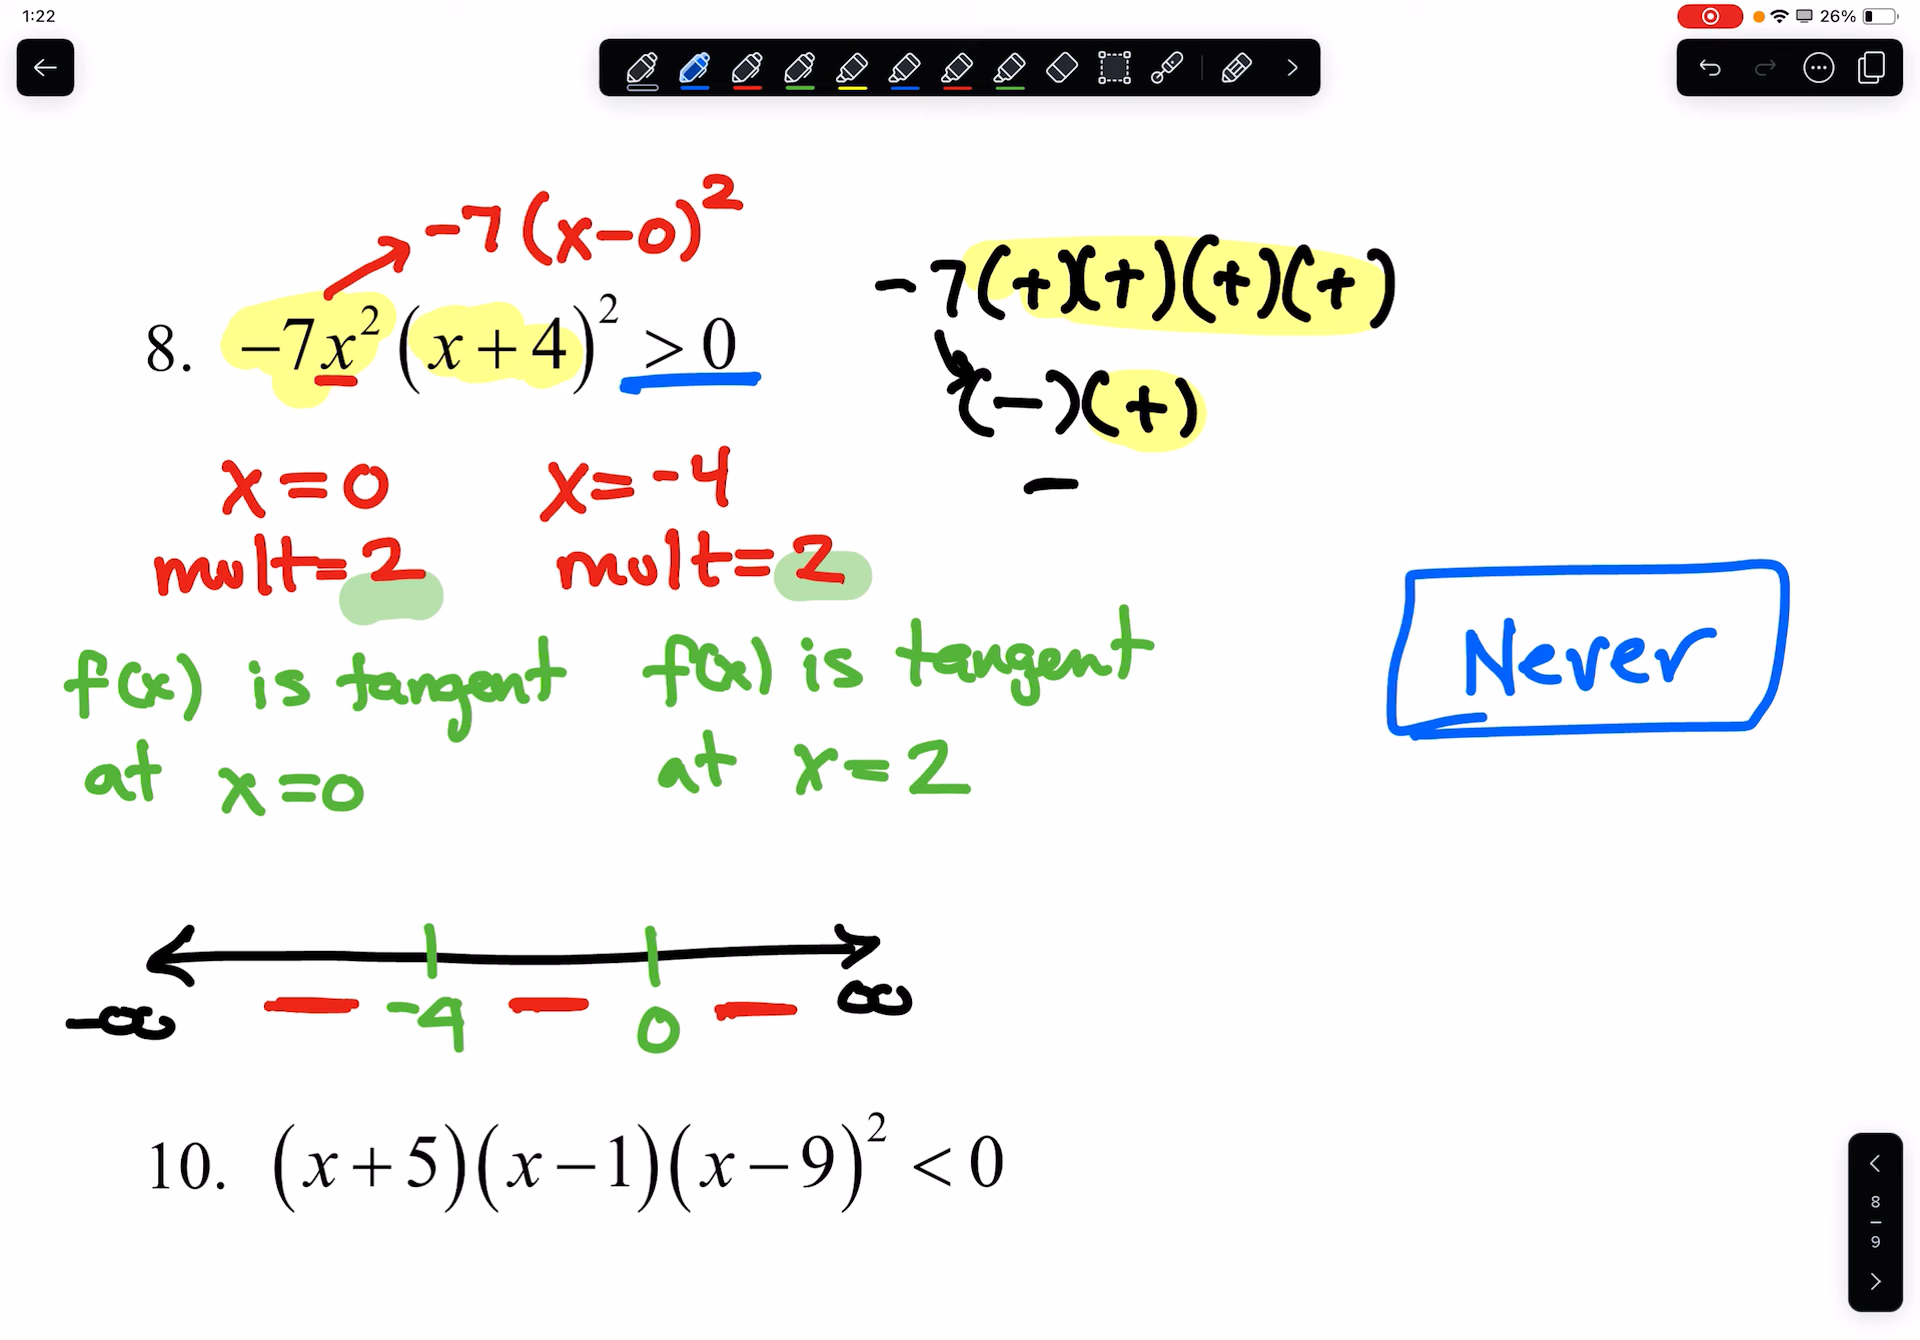 1:22
26%
-7(x-0)²
8. −7x²(x+4)² > 0
-7(+)(+)(+)(+)
(-)(+)
-
x=0
mult=2
x=-4
mult=2
f(x) is tangent
at x=0
f(x) is tangent
at x=2
Never
-∞ — -4 — 0 — ∞
10. (x+5)(x−1)(x−9)² < 0
8
9